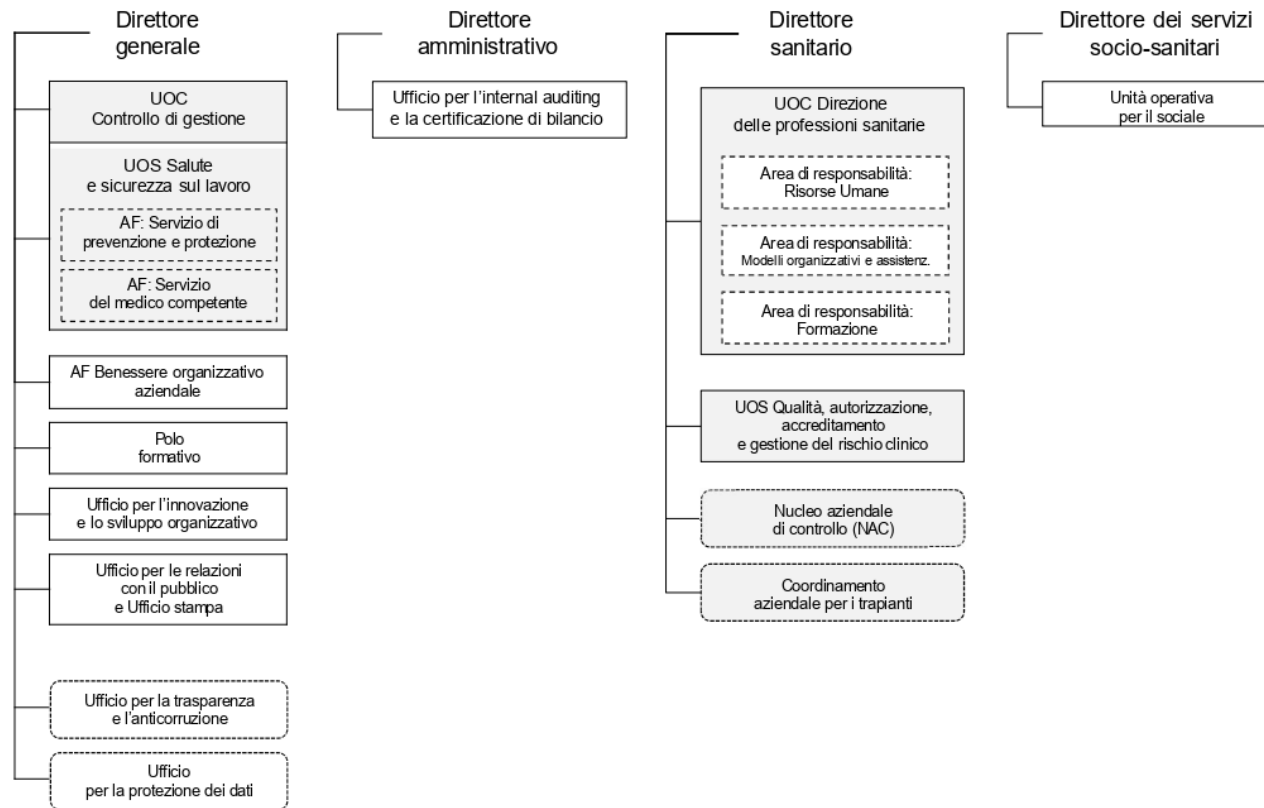 Direttore
generale
UOC
Controllo di gestione
UOS Salute
e sicurezza sul lavoro
AF: Servizio di
prevenzione e protezione
AF: Servizio
del medico competente
AF Benessere organizzativo
aziendale
Polo
formativo
Ufficio per l'innovazione
e lo sviluppo organizzativo
Ufficio per le relazioni
con il pubblico
e Ufficio stampa
Ufficio per la trasparenza
e l'anticorruzione
Ufficio
per la protezione dei dati
Direttore
amministrativo
Ufficio per l'internal auditing
e la certificazione di bilancio
Direttore
sanitario
UOC Direzione
delle professioni sanitarie
Area di responsabilità:
Risorse Umane
Area di responsabilità:
Modelli organizzativi e assistenz.
Area di responsabilità:
Formazione
UOS Qualità, autorizzazione,
accreditamento
e gestione del rischio clinico
Nucleo aziendale
di controllo (NAC)
Coordinamento
aziendale per i trapianti
Direttore dei servizi
socio-sanitari
Unità operativa
per il sociale